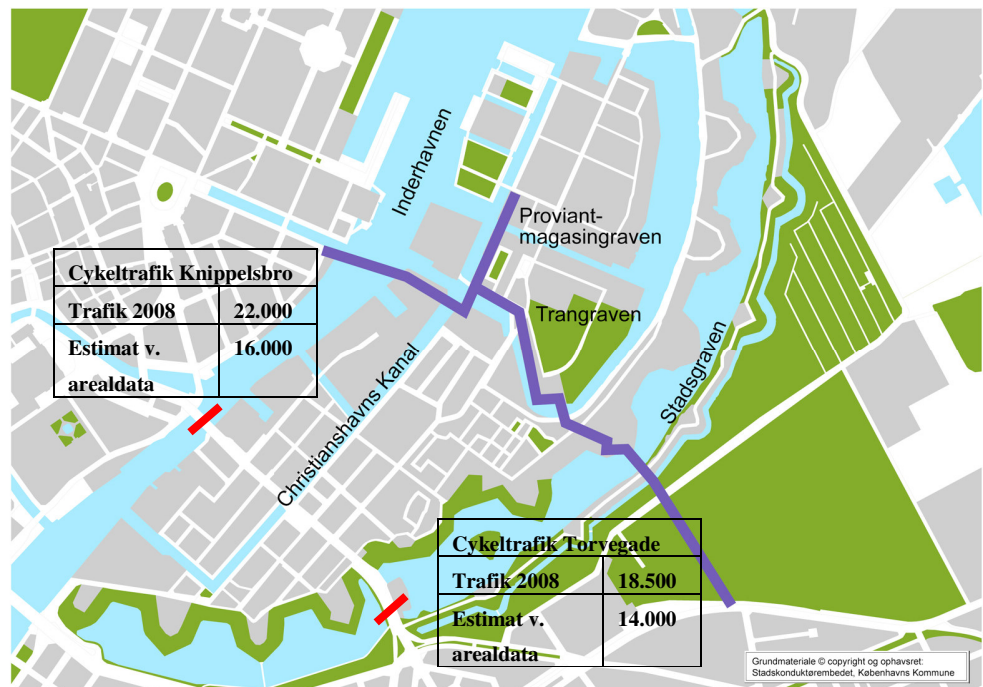 Inderhavnen
Proviant-
magasingraven
Cykeltrafik Knippelsbro
Trafik 2008 22.000
Estimat v. 16.000
arealdata
Trangraven
Stadsgraven
Christianshavns Kanal
Cykeltrafik Torvegade
Trafik 2008 18.500
Estimat v. 14.000
arealdata
Grundmateriale © copyright og ophavsret:
Stadskonduktørembedet, Københavns Kommune